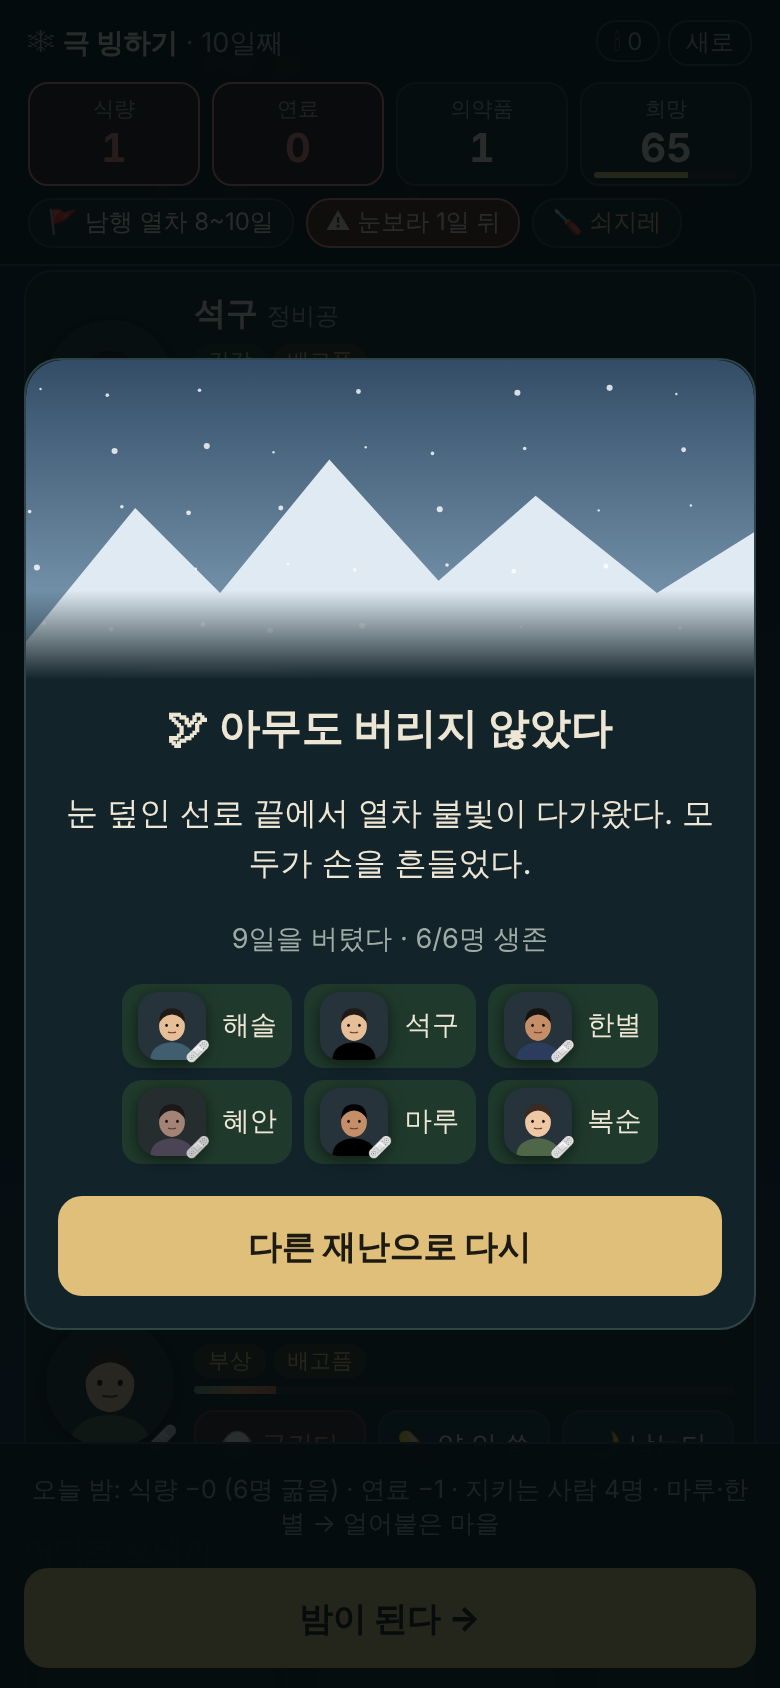 극 빙하기 · 10일째
0
새로
식량
연료
의약품
희망
1
0
1
65
남행 열차 8~10일
눈보라 1일 뒤
쇠지레
석구 정비공
건강
배고픔
아무도 버리지 않았다
눈 덮인 선로 끝에서 열차 불빛이 다가왔다. 모
두가 손을 흔들었다.
9일을 버텼다 · 6/6명 생존
해솔
석구
한별
혜안
마루
복순
다른 재난으로 다시
부상
배고픔
오늘 밤: 식량 −0 (6명 굶음) · 연료 −1 · 지키는 사람 4명 · 마루·한
별 → 얼어붙은 마을
밤이 된다 →